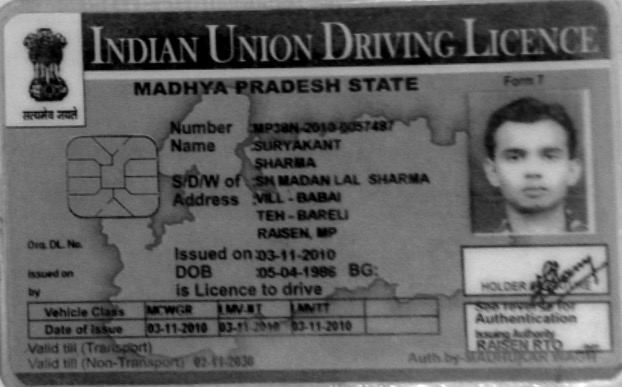 INDIAN UNION DRIVING LICENCE
सत्यमेव जयते
MADHYA PRADESH STATE
Form 7
Number :MP38N-2010-0057487
Name :SURYAKANT
SHARMA
S/D/W of :SH MADAN LAL SHARMA
Address :VILL - BABAI
TEH - BARELI
RAISEN, MP
Org. DL. No.
Issued on:03-11-2010
Issued on
DOB :05-04-1986 BG:
by
is Licence to drive
HOLDER
Vehicle Class MCWGR LMV-NT LMVTT
Date of Issue 03-11-2010 03-11-2010 03-11-2010
See reverse for
Authentication
Issuing Authority
RAISEN RTO
Valid till (Transport)
Valid till (Non-Transport) 02-11-2030
Auth.by-MADHUKAR